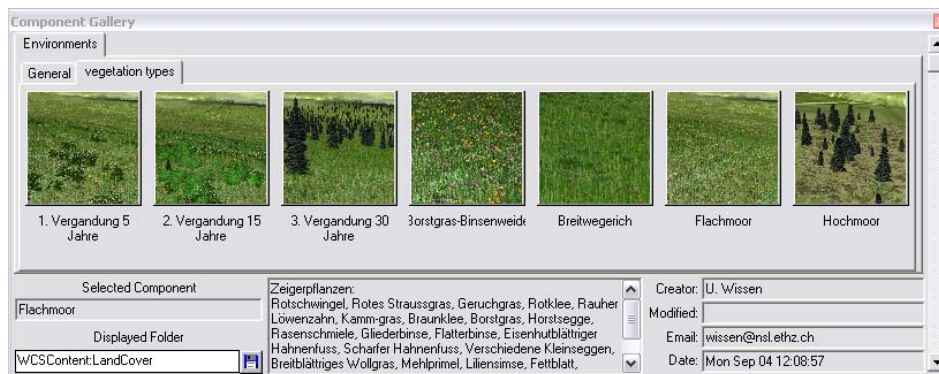 Component Gallery
Environments
General
vegetation types
1. Vergandung 5
Jahre
2. Vergandung 15
Jahre
3. Vergandung 30
Jahre
Borstgras-Binsenweide
Breitwegerich
Flachmoor
Hochmoor
Selected Component
Flachmoor
Displayed Folder
WCSContent:LandCover
Zeigerpflanzen:
Rotschwingel, Rotes Straussgras, Geruchgras, Rotklee, Rauher
Löwenzahn, Kamm-gras, Braunklee, Borstgras, Horstsegge,
Rasenschmiele, Gliederbinse, Flatterbinse, Eisenhutblättriger
Hahnenfuss, Scharfer Hahnenfuss, Verschiedene Kleinseggen,
Breitblättriges Wollgras, Mehlprimel, Liliensimse, Fettblatt,
Creator: U. Wissen
Modified:
Email: wissen@nsl.ethz.ch
Date: Mon Sep 04 12:08:57